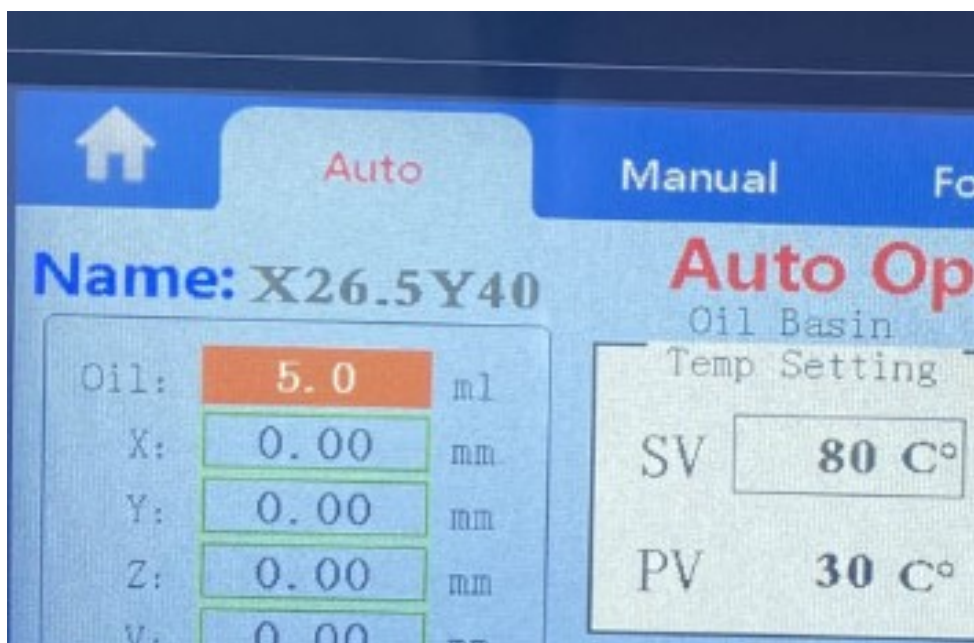 Auto Manual
Name: X26.5Y40
Auto
Oil: 5.0 ml
X: 0.00 mm
Y: 0.00 mm
Z: 0.00 mm
Oil Basin
Temp Setting
SV 80 C°
PV 30 C°